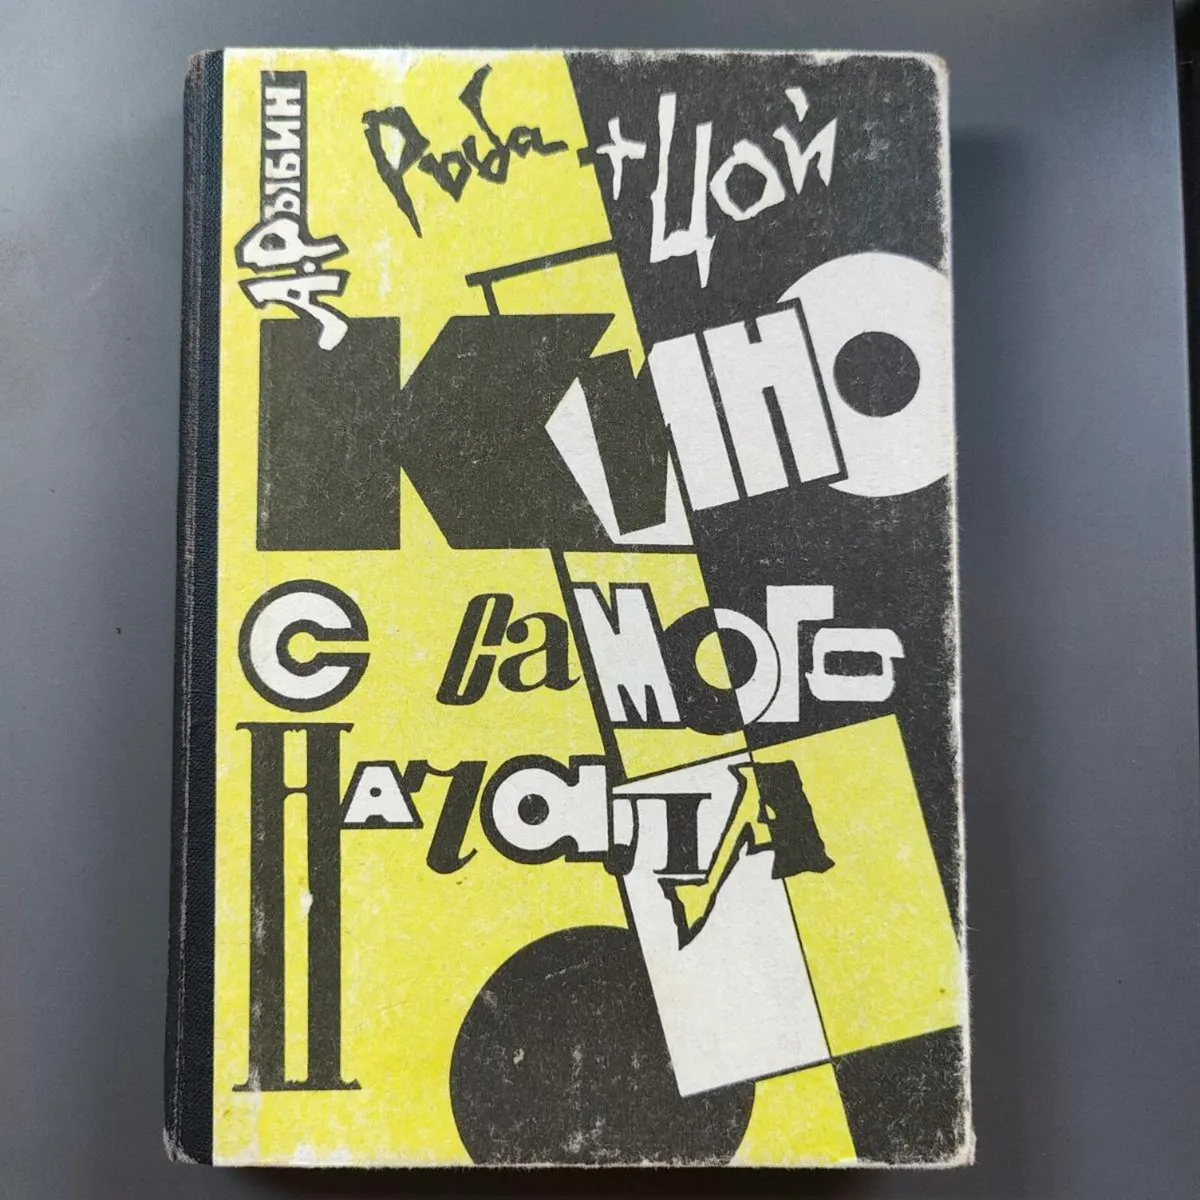 А. Рыбин
Рыба + Цой
Кино
с самого
начала